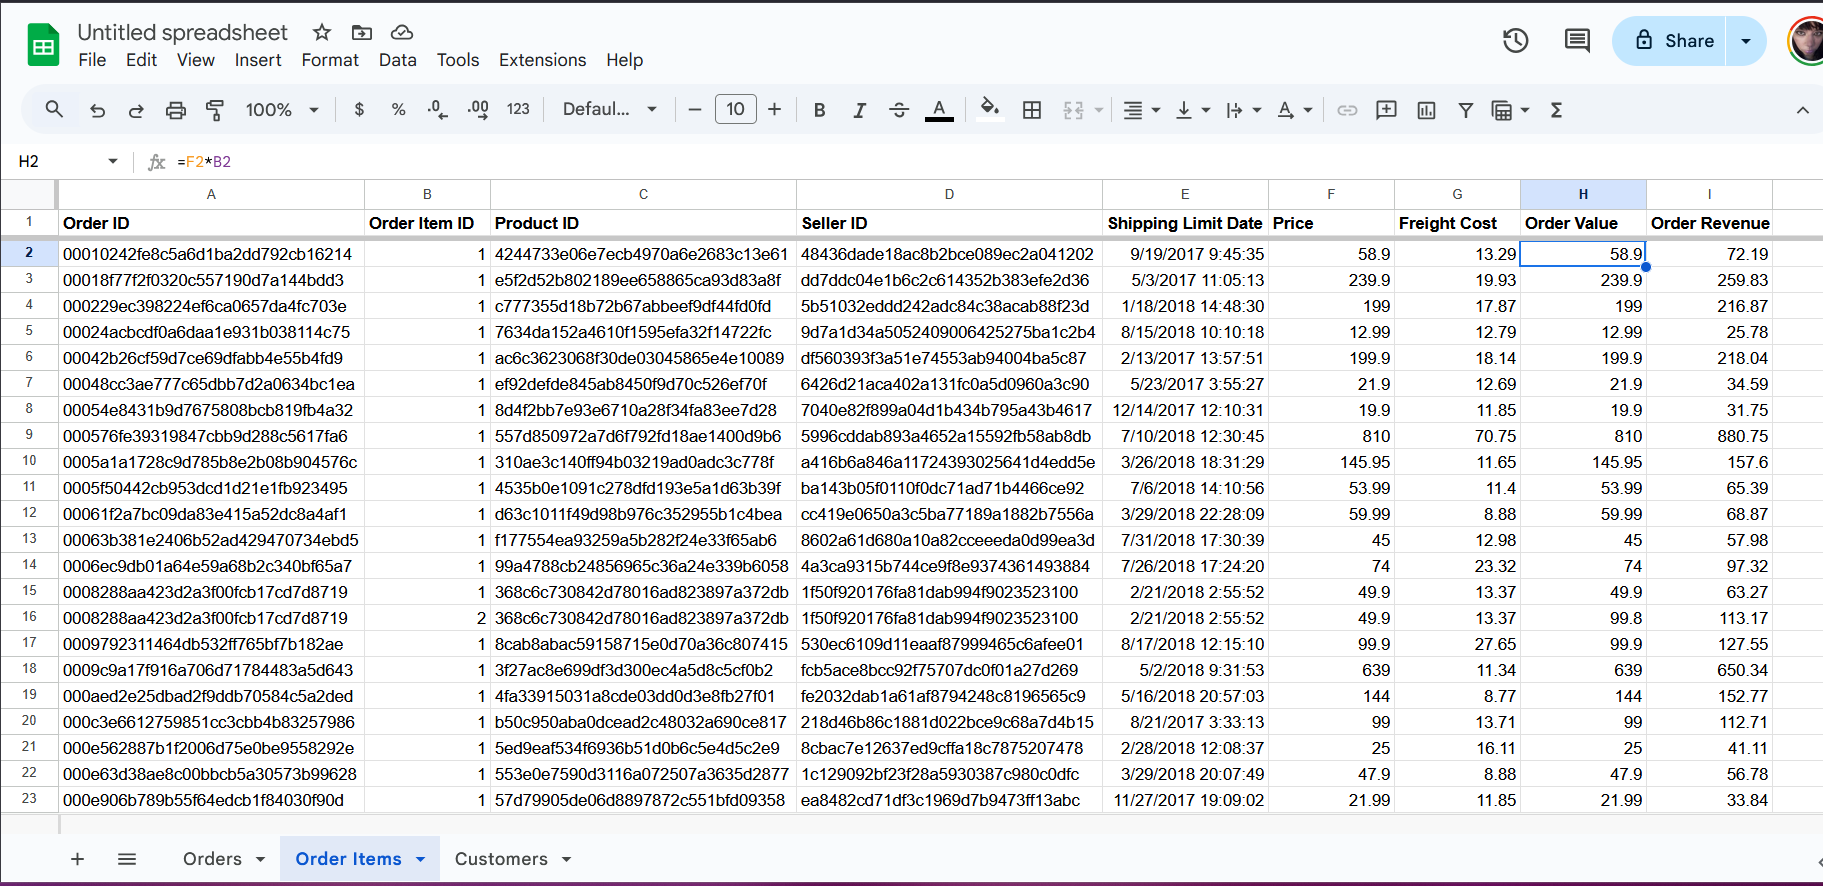 Untitled spreadsheet
File Edit View Insert Format Data Tools Extensions Help
Share
100% $ % .0 .00 123 Defaul... 10 B I A A Σ
H2 fx =F2*B2
A B C D E F G H I
1 Order ID Order Item ID Product ID Seller ID Shipping Limit Date Price Freight Cost Order Value Order Revenue
2 00010242fe8c5a6d1ba2dd792cb16214 1 4244733e06e7ecb4970a6e2683c13e61 48436dade18ac8b2bce089ec2a041202 9/19/2017 9:45:35 58.9 13.29 58.9 72.19
3 00018f77f2f0320c557190d7a144bdd3 1 e5f2d52b802189ee658865ca93d83a8f dd7ddc04e1b6c2c614352b383efe2d36 5/3/2017 11:05:13 239.9 19.93 239.9 259.83
4 000229ec398224ef6ca0657da4fc703e 1 c777355d18b72b67abbeef9df44fd0fd 5b51032eddd242adc84c38acab88f23d 1/18/2018 14:48:30 199 17.87 199 216.87
5 00024acbcdf0a6daa1e931b038114c75 1 7634da152a4610f1595efa32f14722fc 9d7a1d34a5052409006425275ba1c2b4 8/15/2018 10:10:18 12.99 12.79 12.99 25.78
6 00042b26cf59d7ce69dfabb4e55b4fd9 1 ac6c3623068f30de03045865e4e10089 df560393f3a51e74553ab94004ba5c87 2/13/2017 13:57:51 199.9 18.14 199.9 218.04
7 00048cc3ae777c65dbb7d2a0634bc1ea 1 ef92defde845ab8450f9d70c526ef70f 6426d21aca402a131fc0a5d0960a3c90 5/23/2017 3:55:27 21.9 12.69 21.9 34.59
8 00054e8431b9d7675808bcb819fb4a32 1 8d4f2bb7e93e6710a28f34fa83ee7d28 7040e82f899a04d1b434b795a43b4617 12/14/2017 12:10:31 19.9 11.85 19.9 31.75
9 000576fe39319847cbb9d288c5617fa6 1 557d850972a7d6f792fd18ae1400d9b6 5996cddab893a4652a15592fb58ab8db 7/10/2018 12:30:45 810 70.75 810 880.75
10 0005a1a1728c9d785b8e2b08b904576c 1 310ae3c140ff94b03219ad0adc3c778f a416b6a846a11724393025641d4edd5e 3/26/2018 18:31:29 145.95 11.65 145.95 157.6
11 0005f50442cb953dcd1d21e1fb923495 1 4535b0e1091c278dfd193e5a1d63b39f ba143b05f0110f0dc71ad71b4466ce92 7/6/2018 14:10:56 53.99 11.4 53.99 65.39
12 00061f2a7bc09da83e415a52dc8a4af1 1 d63c1011f49d98b976c352955b1c4bea cc419e0650a3c5ba77189a1882b7556a 3/29/2018 22:28:09 59.99 8.88 59.99 68.87
13 00063b381e2406b52ad429470734ebd5 1 f177554ea93259a5b282f24e33f65ab6 8602a61d680a10a82cceeeda0d99ea3d 7/31/2018 17:30:39 45 12.98 45 57.98
14 0006ec9db01a64e59a68b2c340bf65a7 1 99a4788cb24856965c36a24e339b6058 4a3ca9315b744ce9f8e9374361493884 7/26/2018 17:24:20 74 23.32 74 97.32
15 0008288aa423d2a3f00fcb17cd7d8719 1 368c6c730842d78016ad823897a372db 1f50f920176fa81dab994f9023523100 2/21/2018 2:55:52 49.9 13.37 49.9 63.27
16 0008288aa423d2a3f00fcb17cd7d8719 2 368c6c730842d78016ad823897a372db 1f50f920176fa81dab994f9023523100 2/21/2018 2:55:52 49.9 13.37 99.8 113.17
17 0009792311464db532ff765bf7b182ae 1 8cab8abac59158715e0d70a36c807415 530ec6109d11eaaf87999465c6afee01 8/17/2018 12:15:10 99.9 27.65 99.9 127.55
18 0009c9a17f916a706d71784483a5d643 1 3f27ac8e699df3d300ec4a5d8c5cf0b2 fcb5ace8bcc92f75707dc0f01a27d269 5/2/2018 9:31:53 639 11.34 639 650.34
19 000aed2e25dbad2f9ddb70584c5a2ded 1 4fa33915031a8cde03dd0d3e8fb27f01 fe2032dab1a61af8794248c8196565c9 5/16/2018 20:57:03 144 8.77 144 152.77
20 000c3e6612759851cc3cbb4b83257986 1 b50c950aba0dcead2c48032a690ce817 218d46b86c1881d022bce9c68a7d4b15 8/21/2017 3:33:13 99 13.71 99 112.71
21 000e562887b1f2006d75e0be9558292e 1 5ed9eaf534f6936b51d0b6c5e4d5c2e9 8cbac7e12637ed9cffa18c7875207478 2/28/2018 12:08:37 25 16.11 25 41.11
22 000e63d38ae8c00bbcb5a30573b99628 1 553e0e7590d3116a072507a3635d2877 1c129092bf23f28a5930387c980c0dfc 3/29/2018 20:07:49 47.9 8.88 47.9 56.78
23 000e906b789b55f64edcb1f84030f90d 1 57d79905de06d8897872c551bfd09358 ea8482cd71df3c1969d7b9473ff13abc 11/27/2017 19:09:02 21.99 11.85 21.99 33.84
Orders Order Items Customers